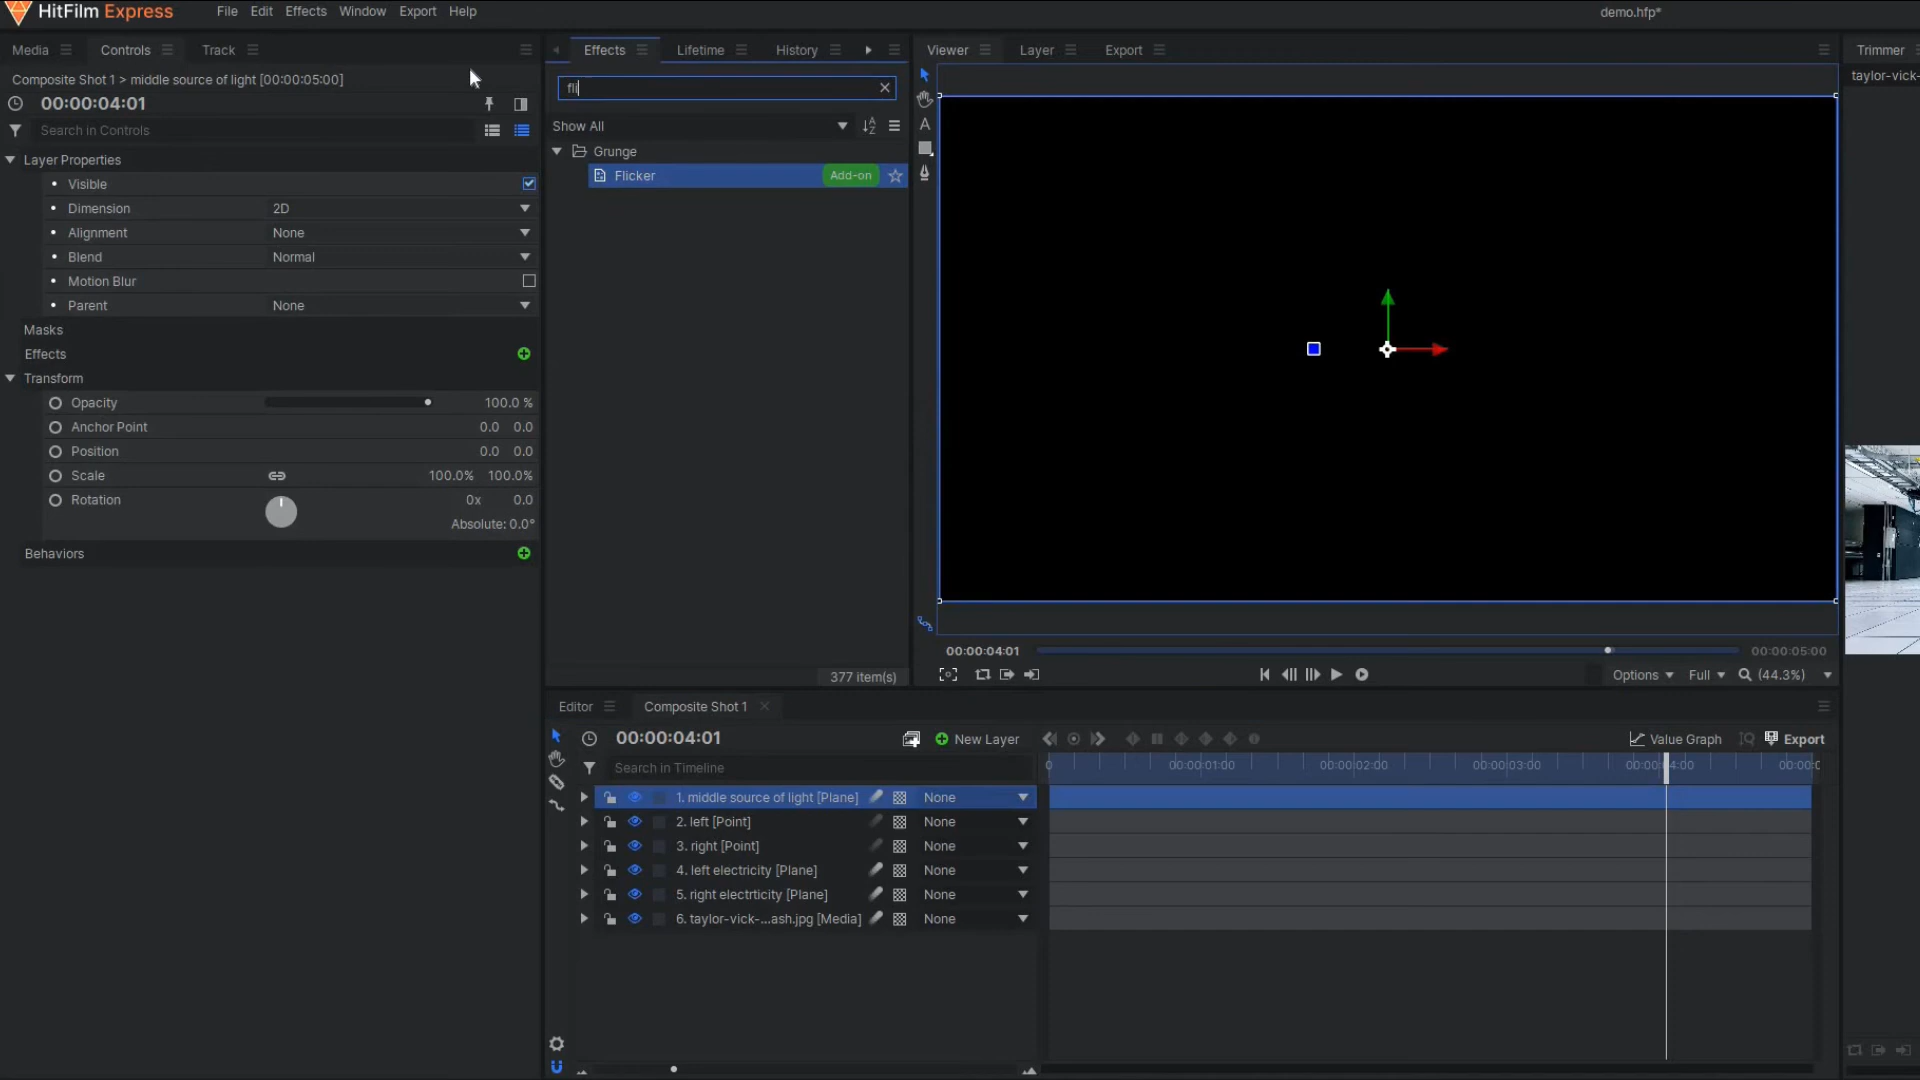 HitFilm Express
File Edit Effects Window Export Help
demo.hfp*
Media Controls Track
Effects Lifetime History
Viewer Layer Export
Trimmer
Composite Shot 1 > middle source of light [00:00:05:00]
fli
taylor-vick-
00:00:04:01
Search in Controls
Show All
Layer Properties
Grunge
Visible
Flicker Add-on
Dimension 2D
Alignment None
Blend Normal
Motion Blur
Parent None
Masks
Effects
Transform
Opacity 100.0 %
Anchor Point 0.0 0.0
Position 0.0 0.0
Scale 100.0% 100.0%
Rotation 0x 0.0
Absolute: 0.0°
Behaviors
377 item(s)
00:00:04:01
00:00:05:00
Options Full (44.3%)
Editor Composite Shot 1
00:00:04:01
New Layer
Value Graph
Export
Search in Timeline
0 00:00:01:00 00:00:02:00 00:00:03:00
1. middle source of light [Plane] None
2. left [Point] None
3. right [Point] None
4. left electricity [Plane] None
5. right electrticity [Plane] None
6. taylor-vick-...ash.jpg [Media] None